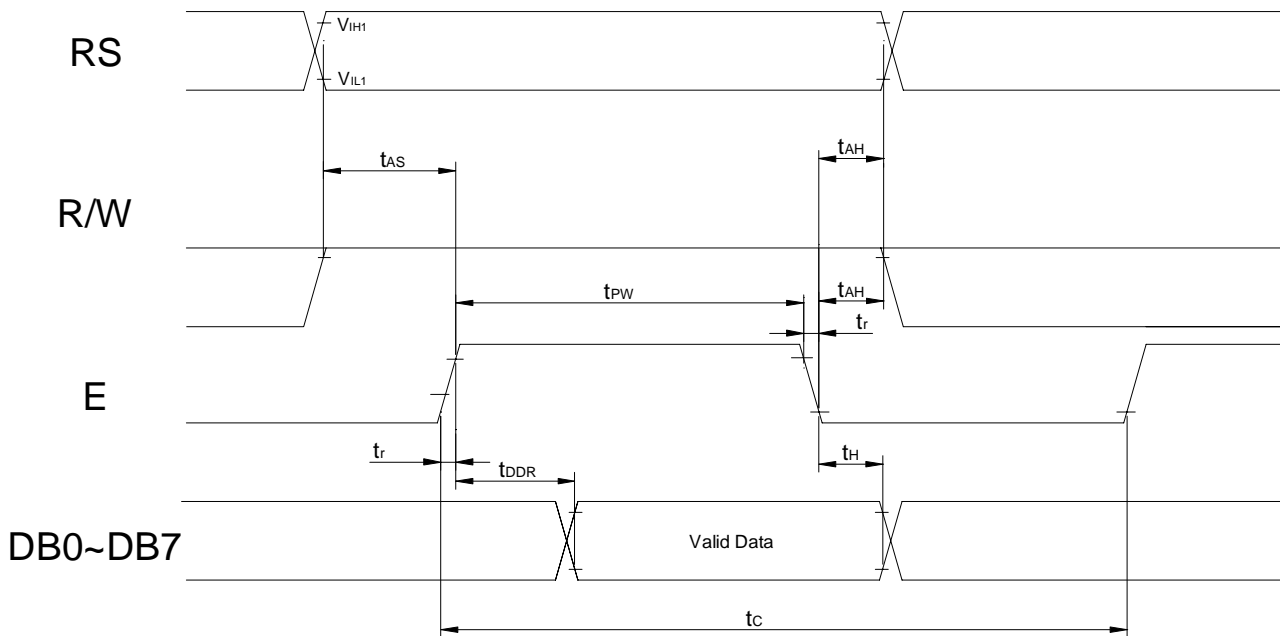 RS
VIH1
VIL1
tAS
tAH
R/W
tPW
tAH
tr
E
tr
tDDR
tH
DB0~DB7
Valid Data
tC